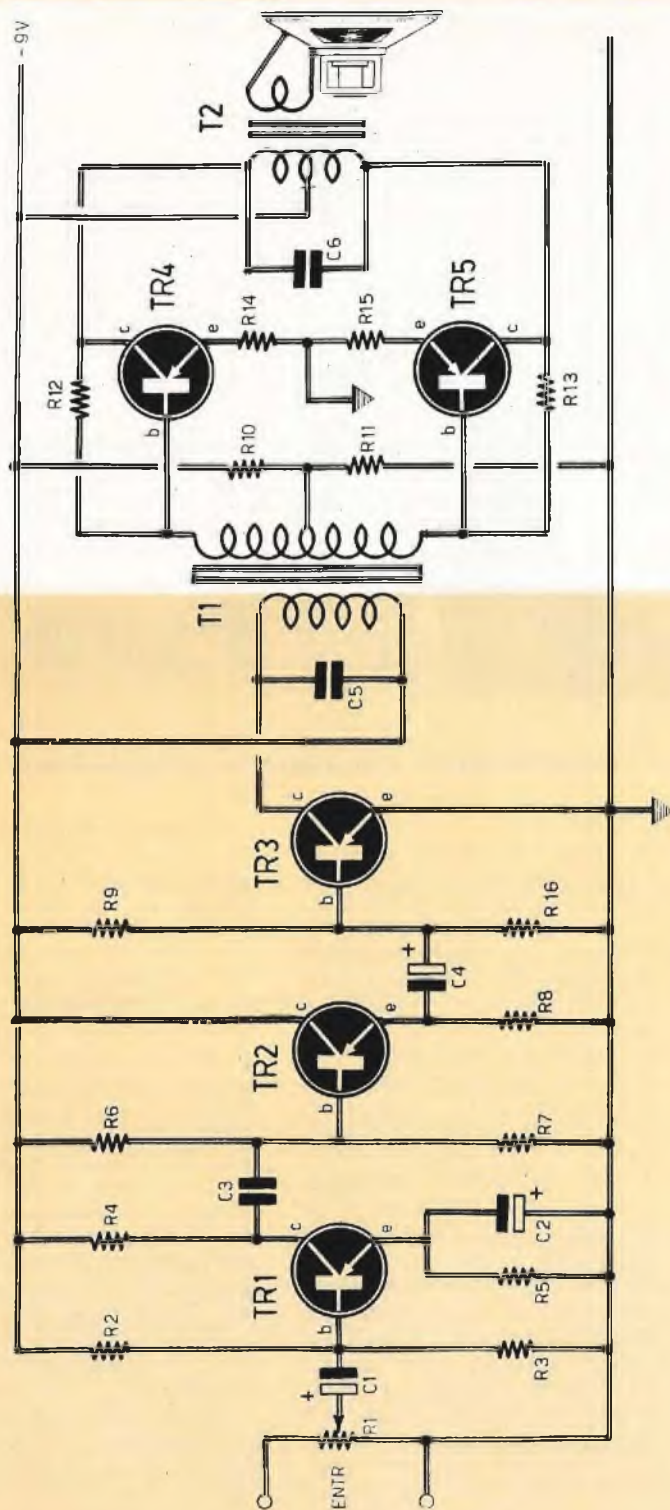 ENTR
R1
+
C1
R2
R3
b
c
e
TR1
R4
R5
C2
+
C3
R6
R7
b
c
e
TR2
R8
C4
+
R9
R16
b
c
e
TR3
C5
T1
R10
R11
R12
R13
b
c
e
TR4
R14
R15
b
e
c
TR5
C6
T2
-9V